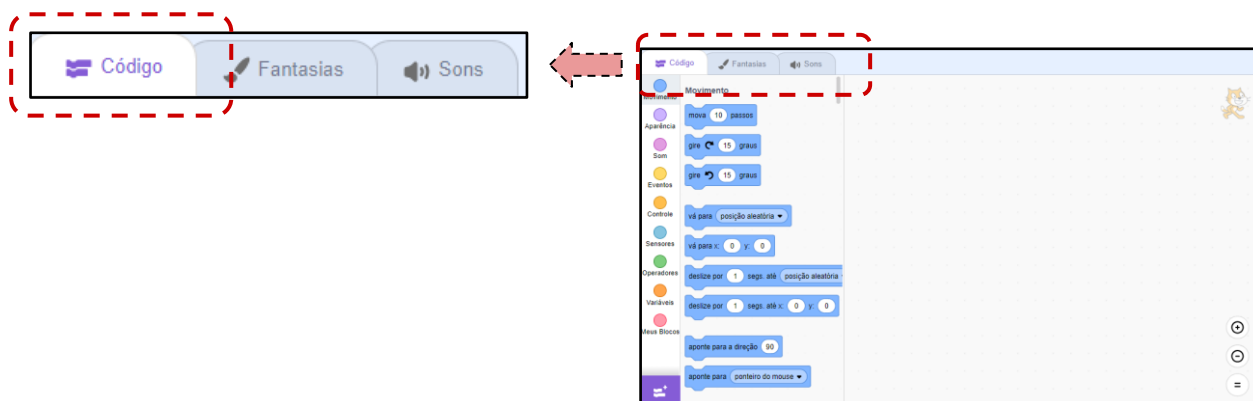 Código Fantasias Sons
Código Fantasias Sons
Movimento
Aparência
Som
Eventos
Controle
Sensores
Operadores
Variáveis
Meus Blocos
Movimento
mova 10 passos
gire 15 graus
gire 15 graus
vá para posição aleatória
vá para x: 0 y: 0
deslize por 1 segs. até posição aleatória
deslize por 1 segs. até x: 0 y: 0
aponte para a direção 90
aponte para ponteiro do mouse